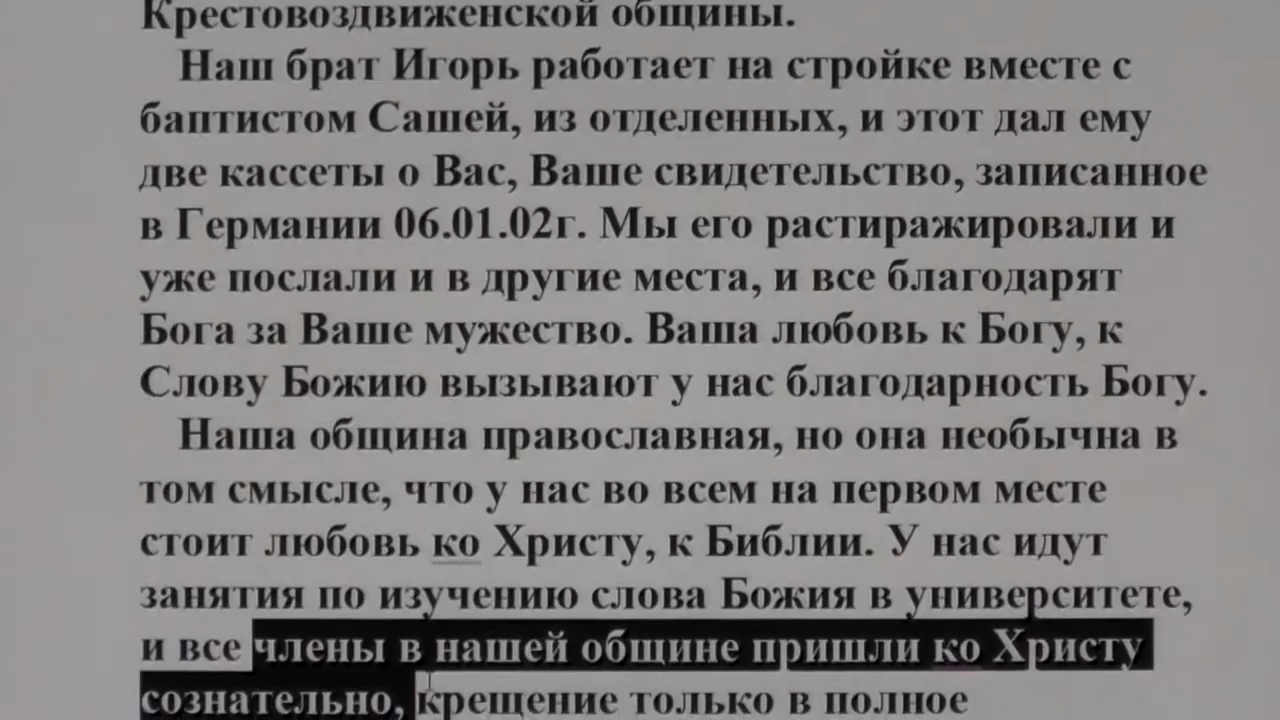 Крестовоздвиженской общины.
Наш брат Игорь работает на стройке вместе с
баптистом Сашей, из отделенных, и этот дал ему
две кассеты о Вас, Ваше свидетельство, записанное
в Германии 06.01.02г. Мы его растиражировали и
уже послали и в другие места, и все благодарят
Бога за Ваше мужество. Ваша любовь к Богу, к
Слову Божию вызывают у нас благодарность Богу.
Наша община православная, но она необычна в
том смысле, что у нас во всем на первом месте
стоит любовь ко Христу, к Библии. У нас идут
занятия по изучению слова Божия в университете,
и все члены в нашей общине пришли ко Христу
сознательно, крещение только в полное